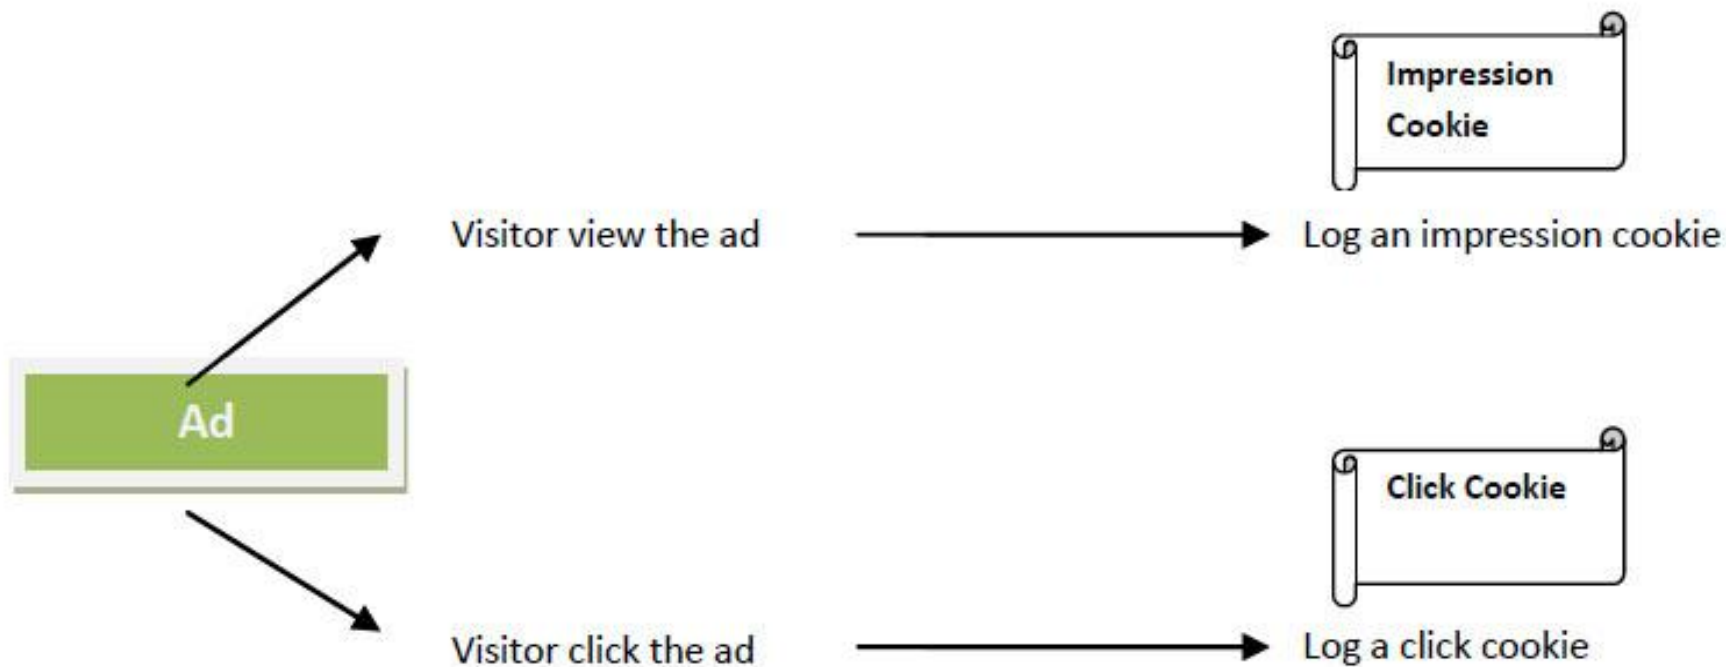 Impression
Cookie
Visitor view the ad
Log an impression cookie
Ad
Click Cookie
Visitor click the ad
Log a click cookie